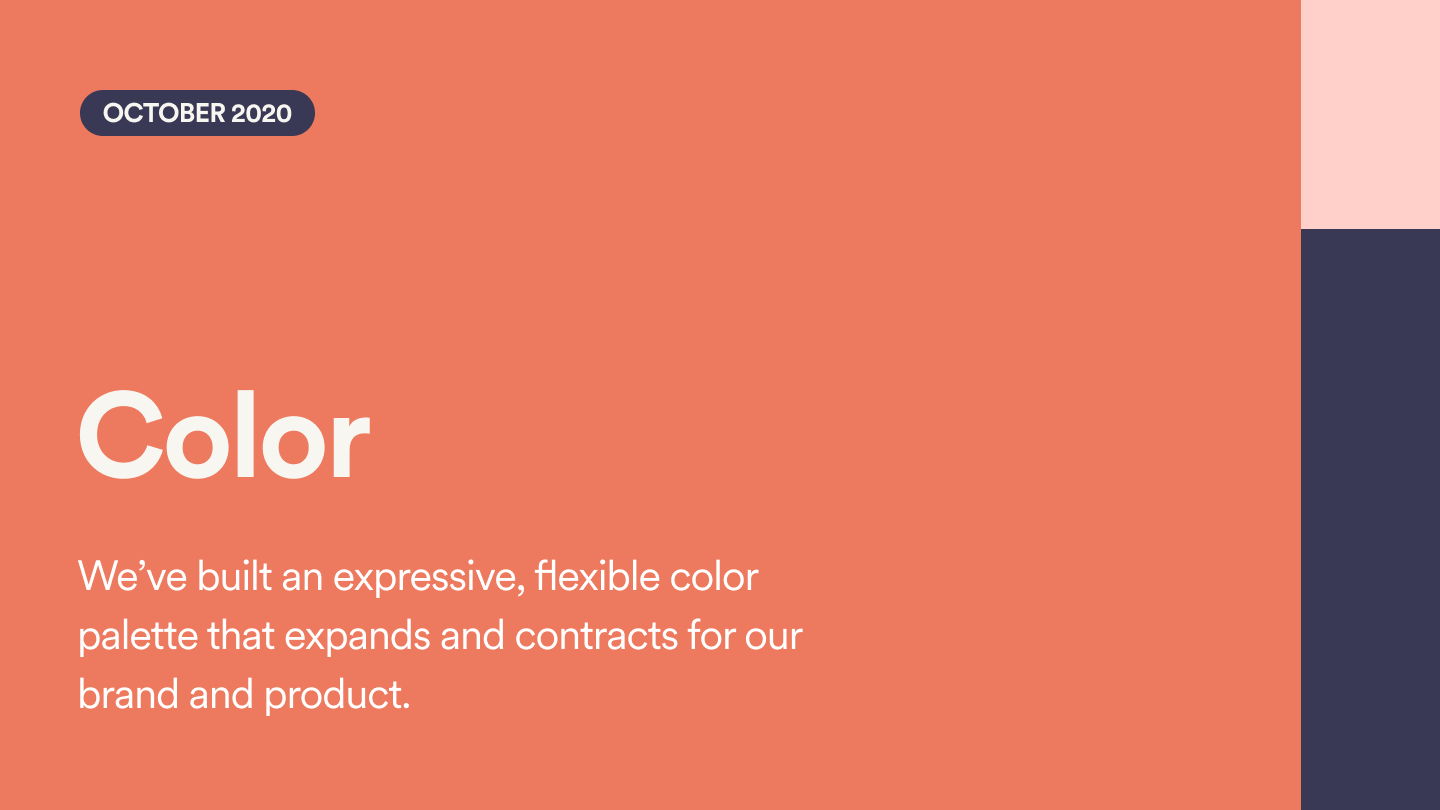 OCTOBER 2020
Color
We’ve built an expressive, flexible color
palette that expands and contracts for our
brand and product.